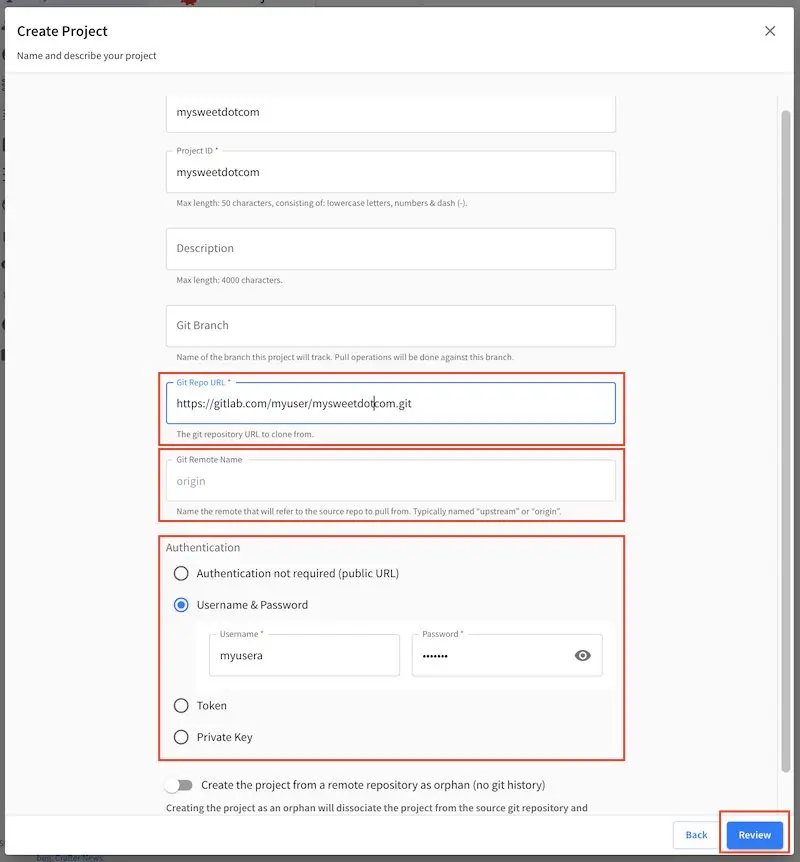 Create Project
Name and describe your project
mysweetdotcom
Project ID *
mysweetdotcom
Max length: 50 characters, consisting of: lowercase letters, numbers & dash (-).
Description
Max length: 4000 characters.
Git Branch
Name of the branch this project will track. Pull operations will be done against this branch.
Git Repo URL *
https://gitlab.com/myuser/mysweetdotcom.git
The git repository URL to clone from.
Git Remote Name
origin
Name the remote that will refer to the source repo to pull from. Typically named “upstream” or “origin”.
Authentication
Authentication not required (public URL)
Username & Password
Username *
myusera
Password *
•••••••
Token
Private Key
Create the project from a remote repository as orphan (no git history)
Creating the project as an orphan will dissociate the project from the source git repository and
Back
Review
bug, Crafter News: